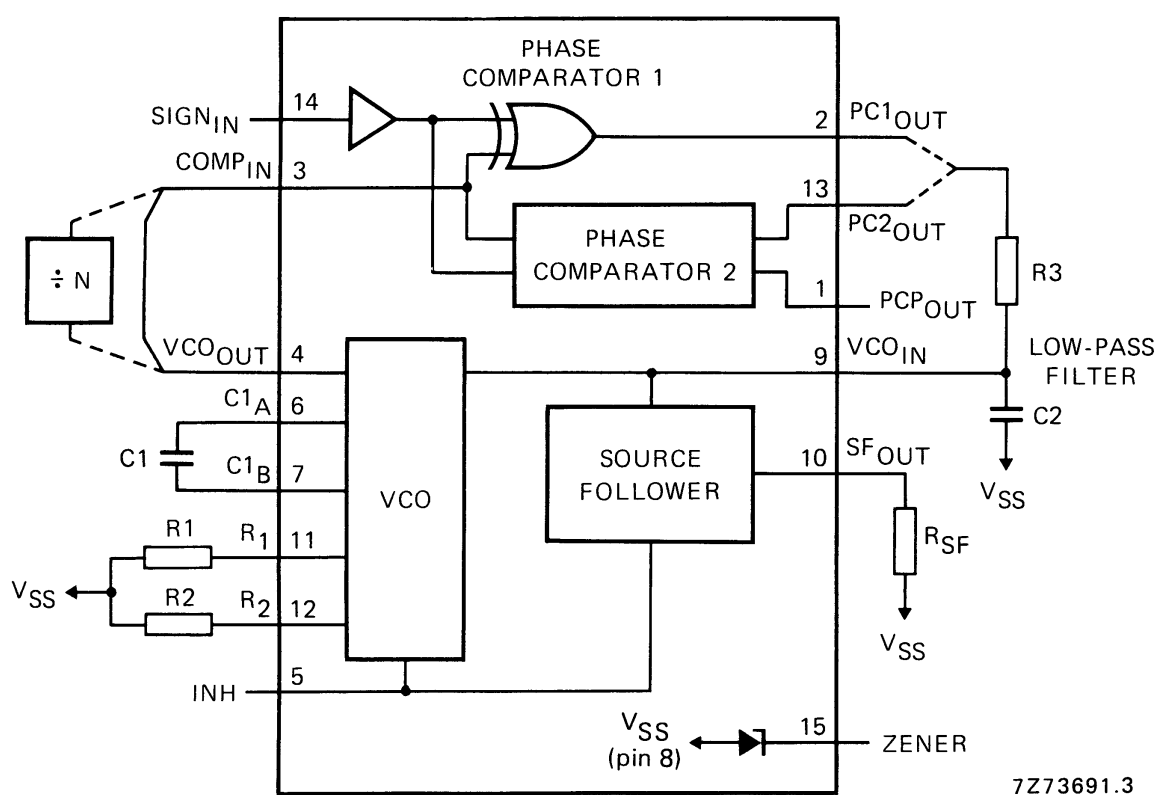 PHASE
COMPARATOR 1
SIGN_IN
14
2
PC1_OUT
COMP_IN
3
13
PC2_OUT
PHASE
COMPARATOR 2
÷ N
R3
1
PCP_OUT
VCO_OUT
4
9
VCO_IN
LOW-PASS
FILTER
C1_A
6
C2
C1
C1_B
7
VCO
SOURCE
FOLLOWER
10
SF_OUT
V_SS
R1
R_1
11
R_SF
V_SS
R2
R_2
12
V_SS
INH
5
V_SS
(pin 8)
15
ZENER
7Z73691.3